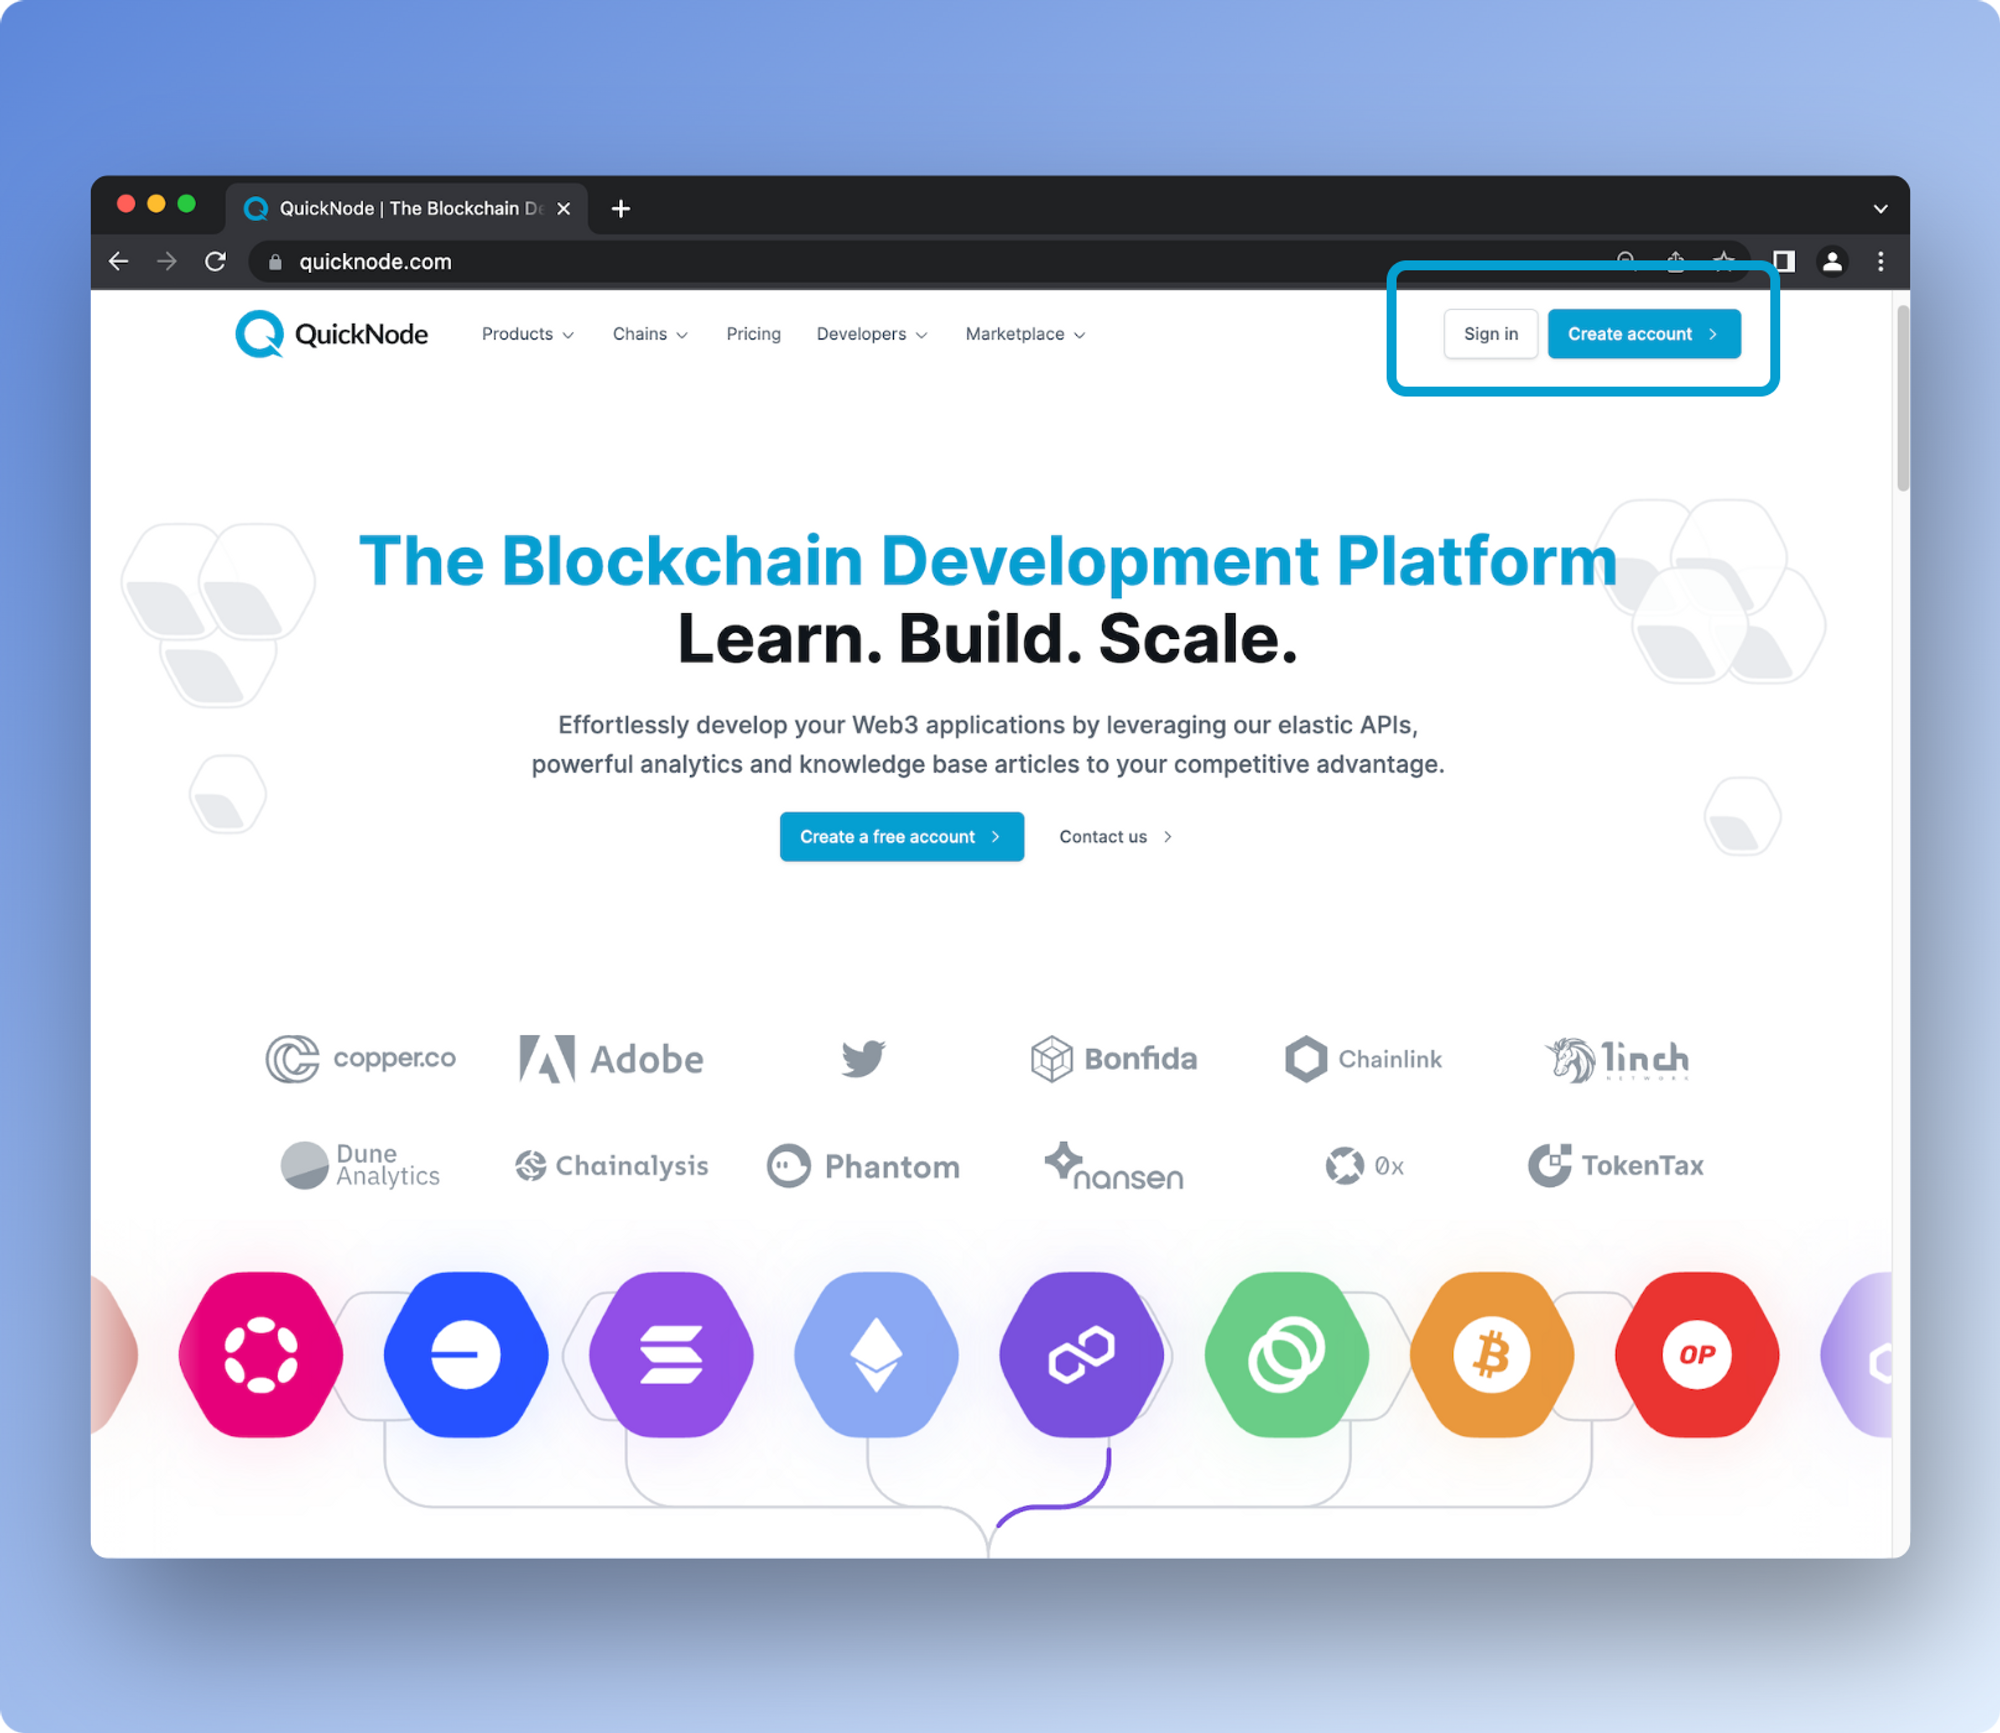 QuickNode | The Blockchain De
quicknode.com
QuickNode
Products
Chains
Pricing
Developers
Marketplace
Sign in
Create account
The Blockchain Development Platform
Learn. Build. Scale.
Effortlessly develop your Web3 applications by leveraging our elastic APIs,
powerful analytics and knowledge base articles to your competitive advantage.
Create a free account
Contact us
copper.co
Adobe
Bonfida
Chainlink
1inch
NETWORK
Dune
Analytics
Chainalysis
Phantom
nansen
0x
TokenTax
OP